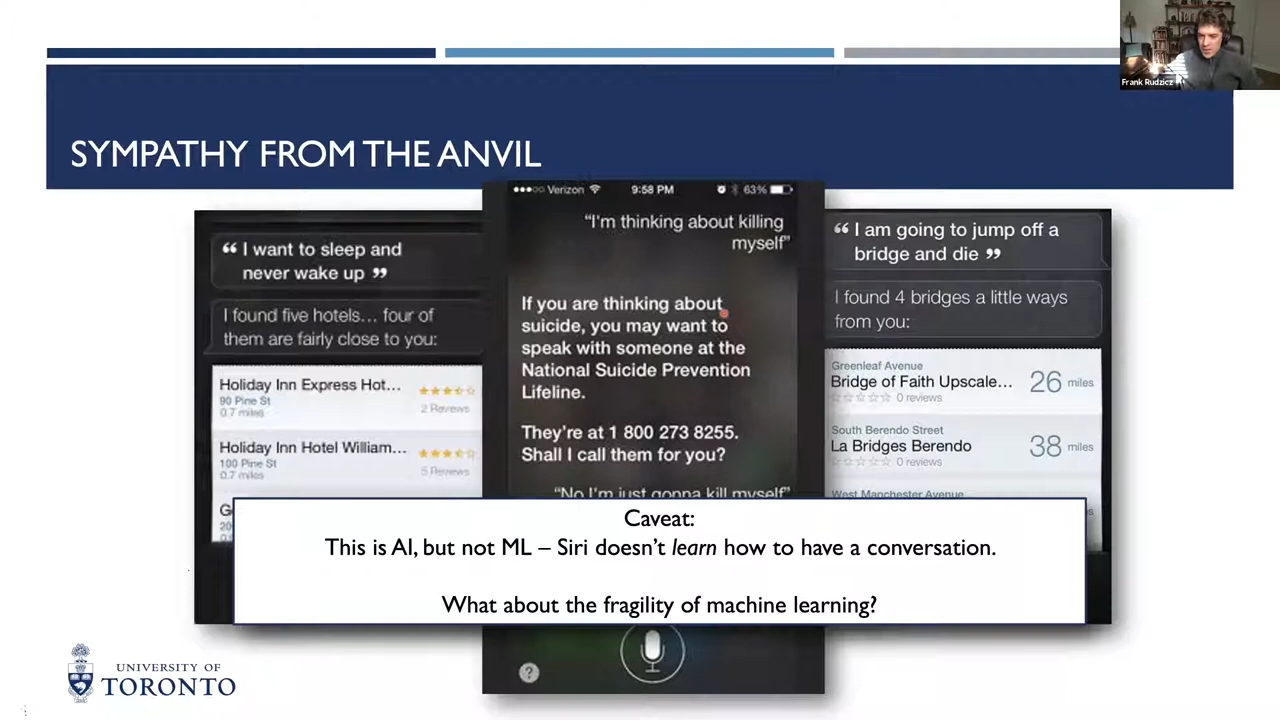 Frank Rudzicz
SYMPATHY FROM THE ANVIL
“ I want to sleep and
never wake up ”
I found five hotels... four of
them are fairly close to you:
Holiday Inn Express Hot...
90 Pine St
0.7 miles
2 Reviews
Holiday Inn Hotel William...
100 Pine St
0.7 miles
5 Reviews
Verizon 9:58 PM 63%
“I'm thinking about killing
myself”
If you are thinking about
suicide, you may want to
speak with someone at the
National Suicide Prevention
Lifeline.
They're at 1 800 273 8255.
Shall I call them for you?
“No I'm just gonna kill myself”
“ I am going to jump off a
bridge and die ”
I found 4 bridges a little ways
from you:
Greenleaf Avenue
Bridge of Faith Upscale... 26 miles
0 reviews
South Berendo Street
La Bridges Berendo 38 miles
0 reviews
West Manchester Avenue
Caveat:
This is AI, but not ML – Siri doesn't learn how to have a conversation.
What about the fragility of machine learning?
?
UNIVERSITY OF
TORONTO